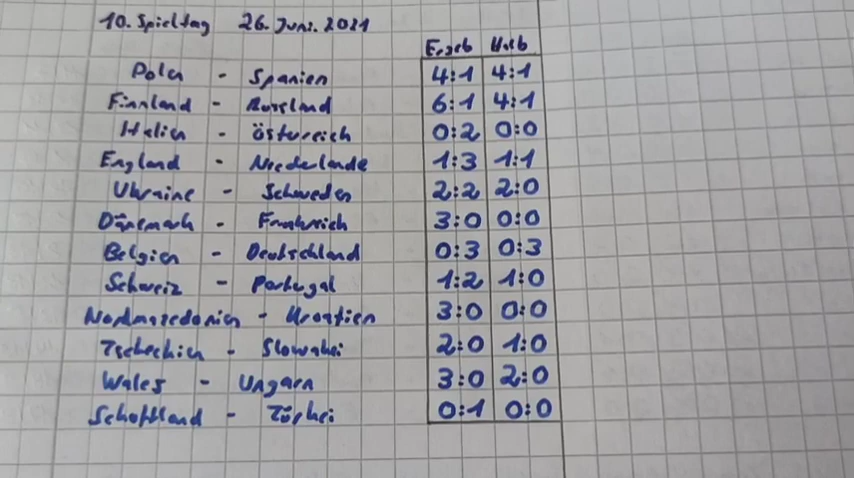 10. Spieltag 26. Juni. 2021
Ergeb Halb
Polen - Spanien 4:1 4:1
Finnland - Russland 6:1 4:1
Italien - Östereich 0:2 0:0
England - Niederlande 1:3 1:1
Ukraine - Schweden 2:2 2:0
Dänemark - Frankreich 3:0 0:0
Belgien - Deutschland 0:3 0:3
Schweiz - Portugal 1:2 1:0
Nordmazedonien - Kroatien 3:0 0:0
Tschechien - Slowakei 2:0 1:0
Wales - Ungarn 3:0 2:0
Schottland - Türkei 0:1 0:0